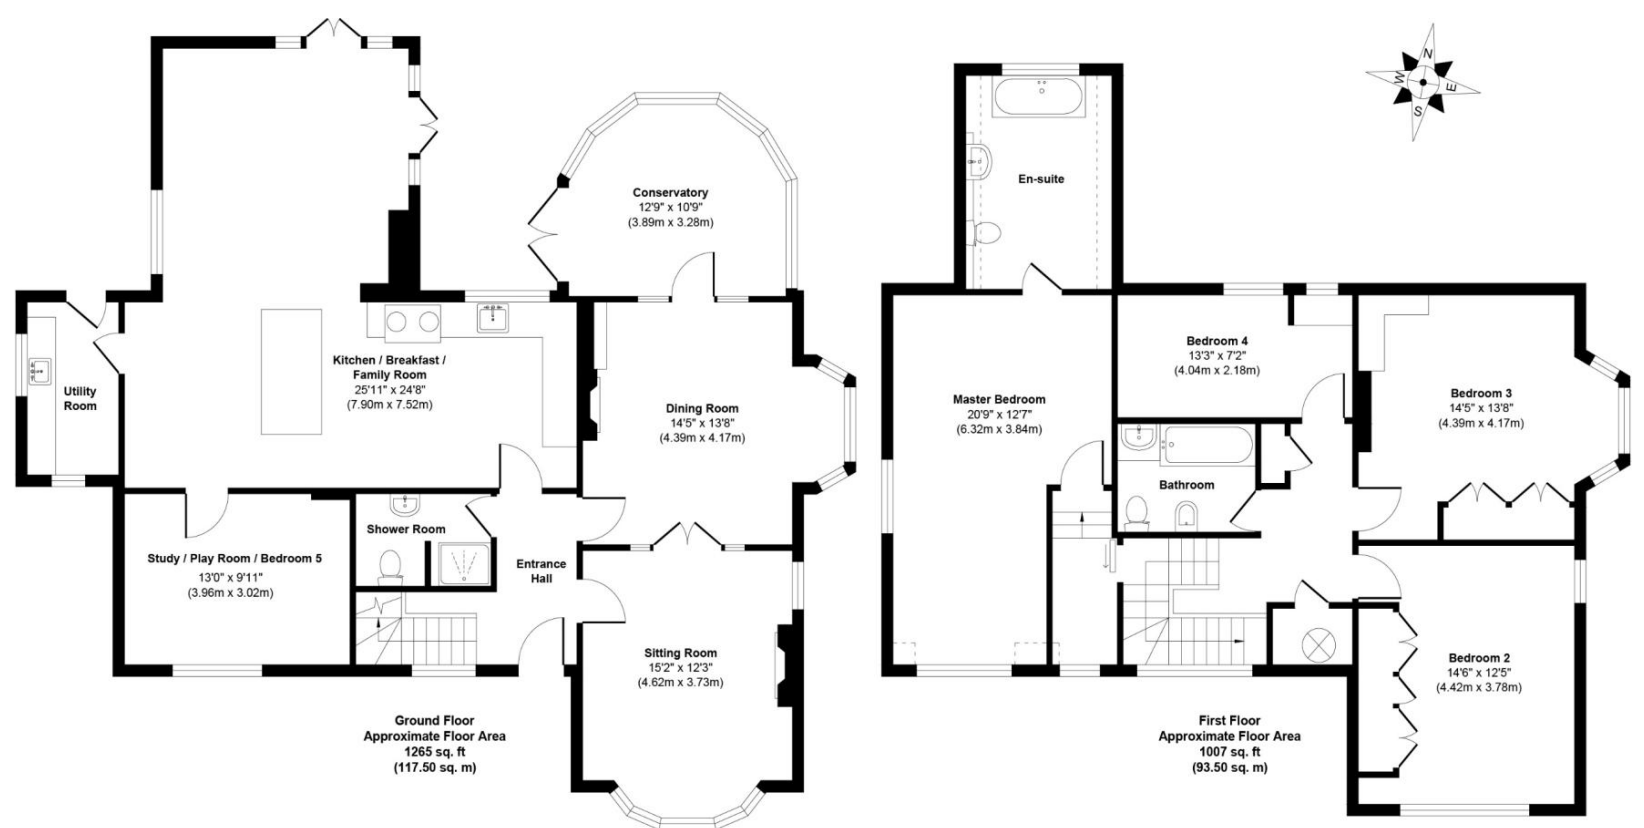 N
W
E
S
Conservatory
12'9" x 10'9"
(3.89m x 3.28m)
Kitchen / Breakfast /
Family Room
25'11" x 24'8"
(7.90m x 7.52m)
Utility
Room
Dining Room
14'5" x 13'8"
(4.39m x 4.17m)
Shower Room
Study / Play Room / Bedroom 5
13'0" x 9'11"
(3.96m x 3.02m)
Entrance
Hall
Sitting Room
15'2" x 12'3"
(4.62m x 3.73m)
Ground Floor
Approximate Floor Area
1265 sq. ft
(117.50 sq. m)
En-suite
Bedroom 4
13'3" x 7'2"
(4.04m x 2.18m)
Master Bedroom
20'9" x 12'7"
(6.32m x 3.84m)
Bedroom 3
14'5" x 13'8"
(4.39m x 4.17m)
Bathroom
Bedroom 2
14'6" x 12'5"
(4.42m x 3.78m)
First Floor
Approximate Floor Area
1007 sq. ft
(93.50 sq. m)